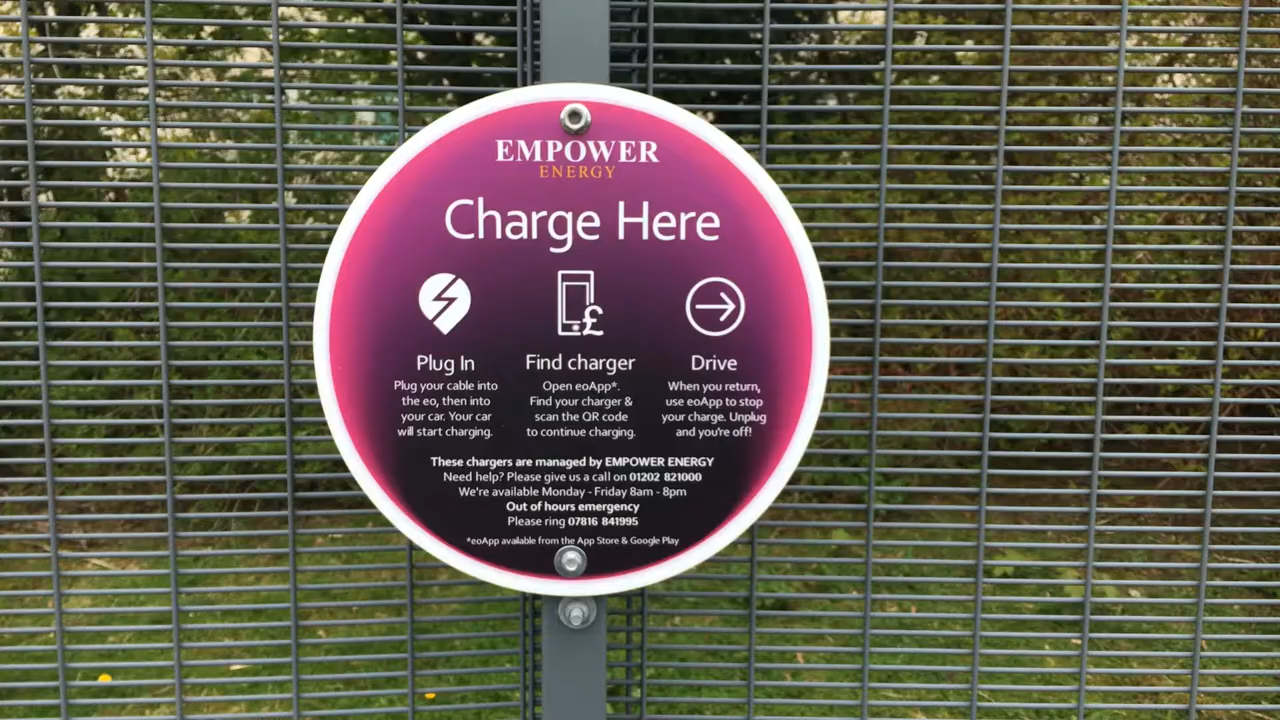 EMPOWER
ENERGY
Charge Here
£
Plug In
Plug your cable into
the eo, then into
your car. Your car
will start charging.
Find charger
Open eoApp*.
Find your charger &
scan the QR code
to continue charging.
Drive
When you return,
use eoApp to stop
your charge. Unplug
and you're off!
These chargers are managed by EMPOWER ENERGY
Need help? Please give us a call on 01202 821000
We're available Monday - Friday 8am - 8pm
Out of hours emergency
Please ring 07816 841995
*eoApp available from the App Store & Google Play